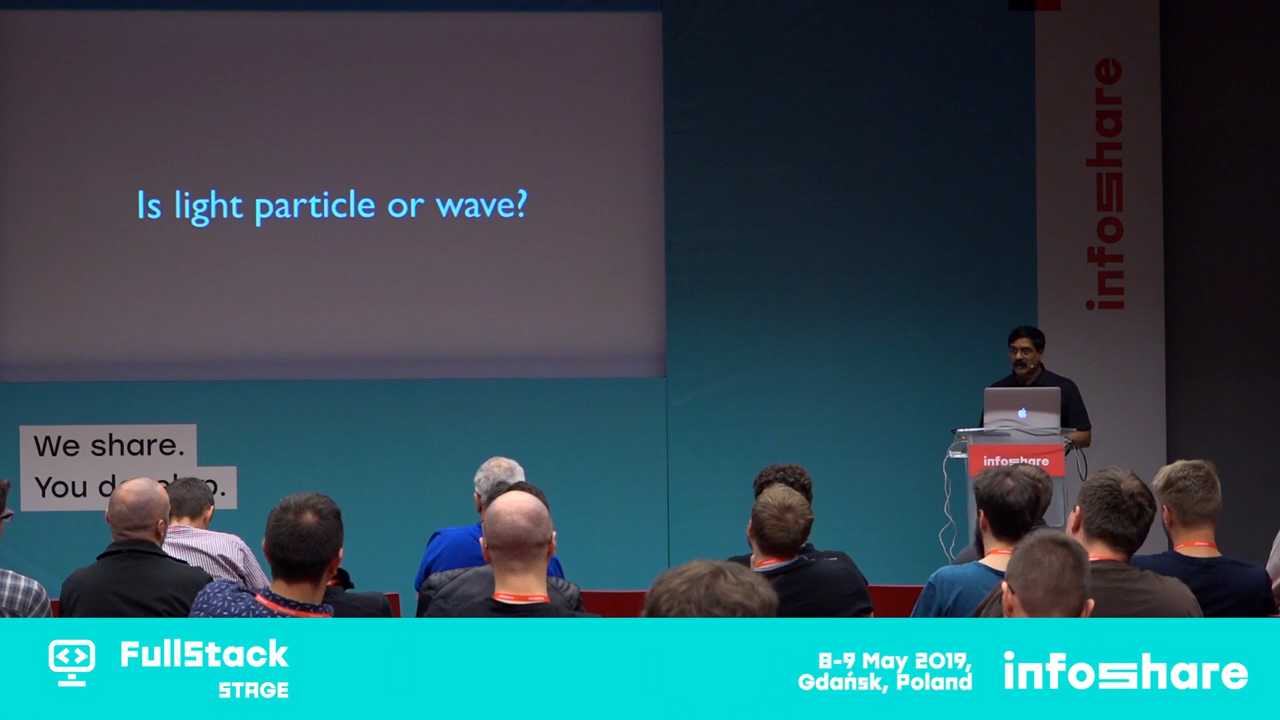 Is light particle or wave?
infoshare
infoshare
We share.
You develop.
FullStack
STAGE
8-9 May 2019,
Gdańsk, Poland
infoshare